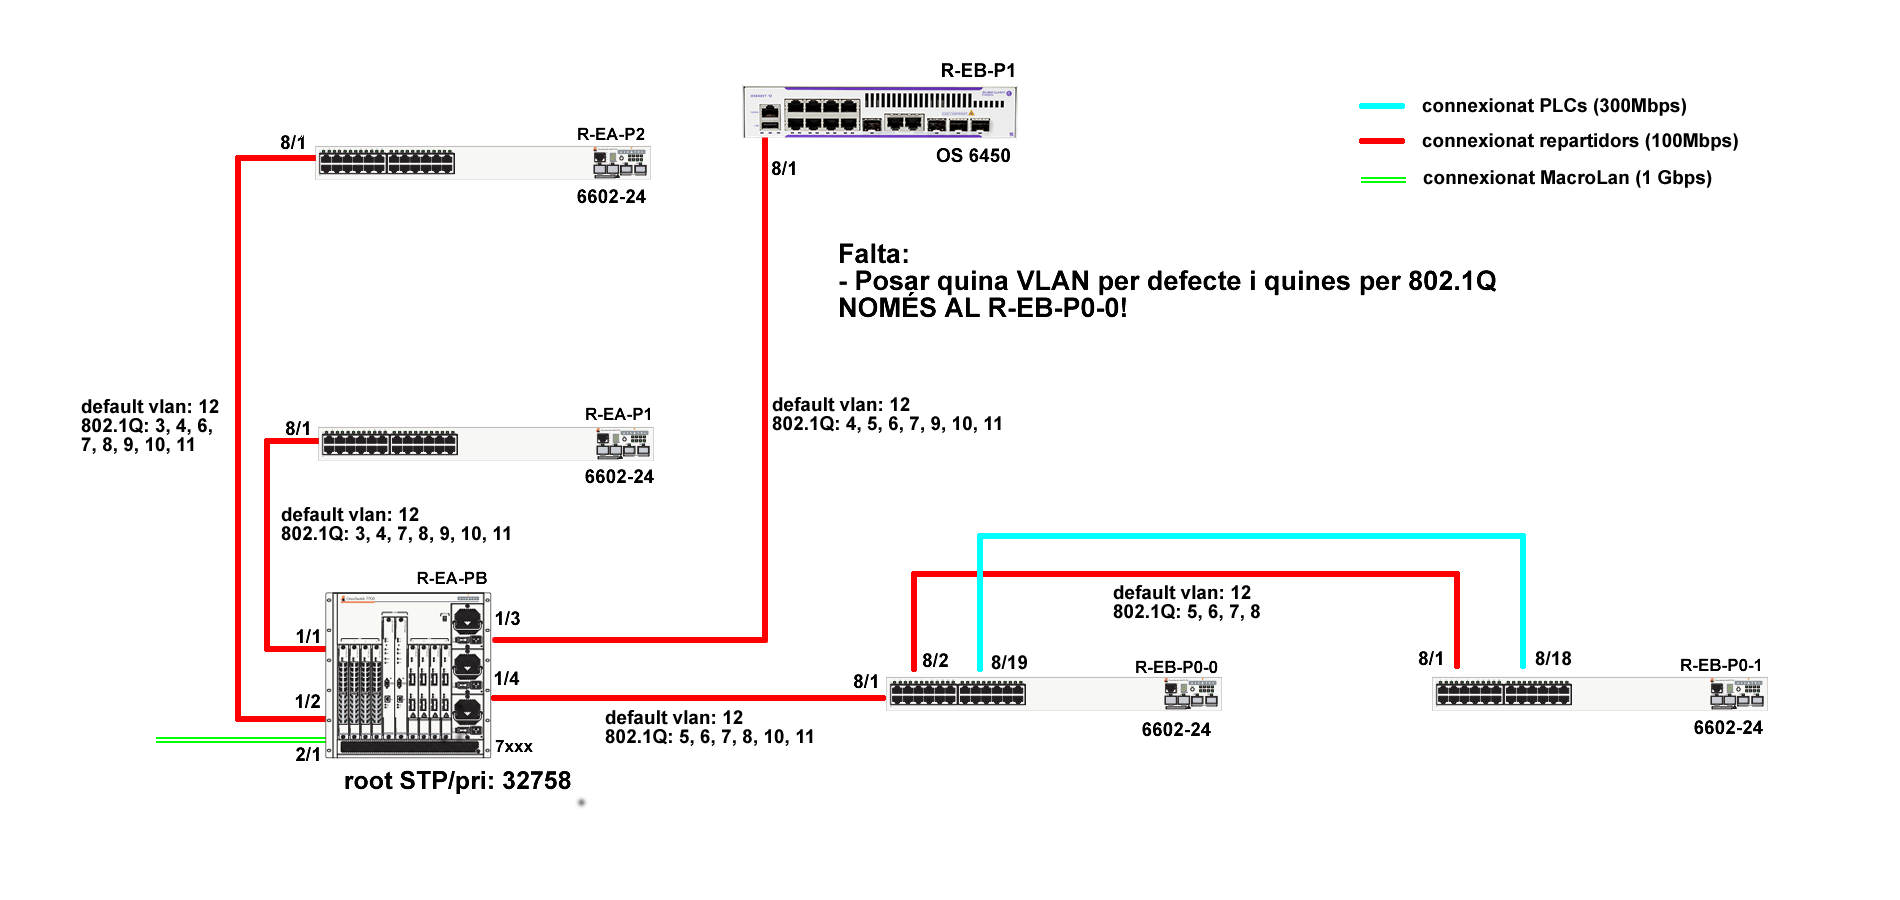 R-EB-P1
OS 6450
8/1
connexionat PLCs (300Mbps)
connexionat repartidors (100Mbps)
connexionat MacroLan (1 Gbps)
R-EA-P2
8/1
6602-24
Falta:
- Posar quina VLAN per defecte i quines per 802.1Q
NOMÉS AL R-EB-P0-0!
default vlan: 12
802.1Q: 3, 4, 6,
7, 8, 9, 10, 11
R-EA-P1
8/1
6602-24
default vlan: 12
802.1Q: 4, 5, 6, 7, 9, 10, 11
default vlan: 12
802.1Q: 3, 4, 7, 8, 9, 10, 11
R-EA-PB
1/3
1/1
1/4
1/2
2/1
7xxx
root STP/pri: 32758
default vlan: 12
802.1Q: 5, 6, 7, 8, 10, 11
default vlan: 12
802.1Q: 5, 6, 7, 8
8/2
8/19
R-EB-P0-0
8/1
6602-24
8/1
8/18
R-EB-P0-1
6602-24